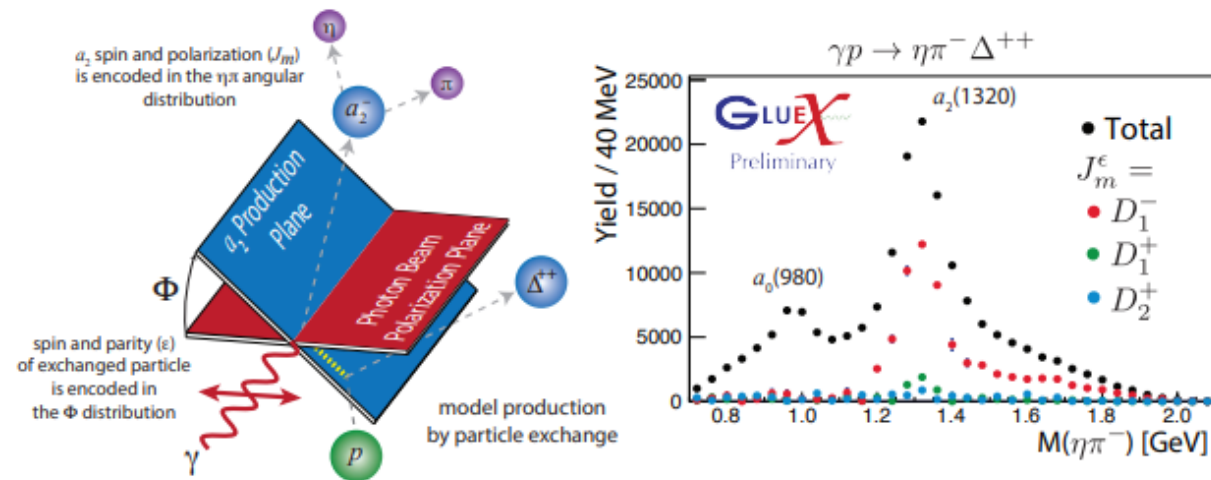 a₂ spin and polarization (Jₘ)
is encoded in the ηπ angular
distribution
η
π
a₂⁻
a₂ Production
Plane
Photon Beam
Polarization Plane
Φ
Δ⁺⁺
spin and parity (ε)
of exchanged particle
is encoded in
the Φ distribution
model production
by particle exchange
γ
p
γp → ηπ⁻Δ⁺⁺
Yield / 40 MeV
25000
20000
15000
10000
5000
0
GLUEX
Preliminary
a₂(1320)
a₀(980)
Total
Jₘᵋ =
D₁⁻
D₁⁺
D₂⁺
0.8
1.0
1.2
1.4
1.6
1.8
2.0
M(ηπ⁻) [GeV]